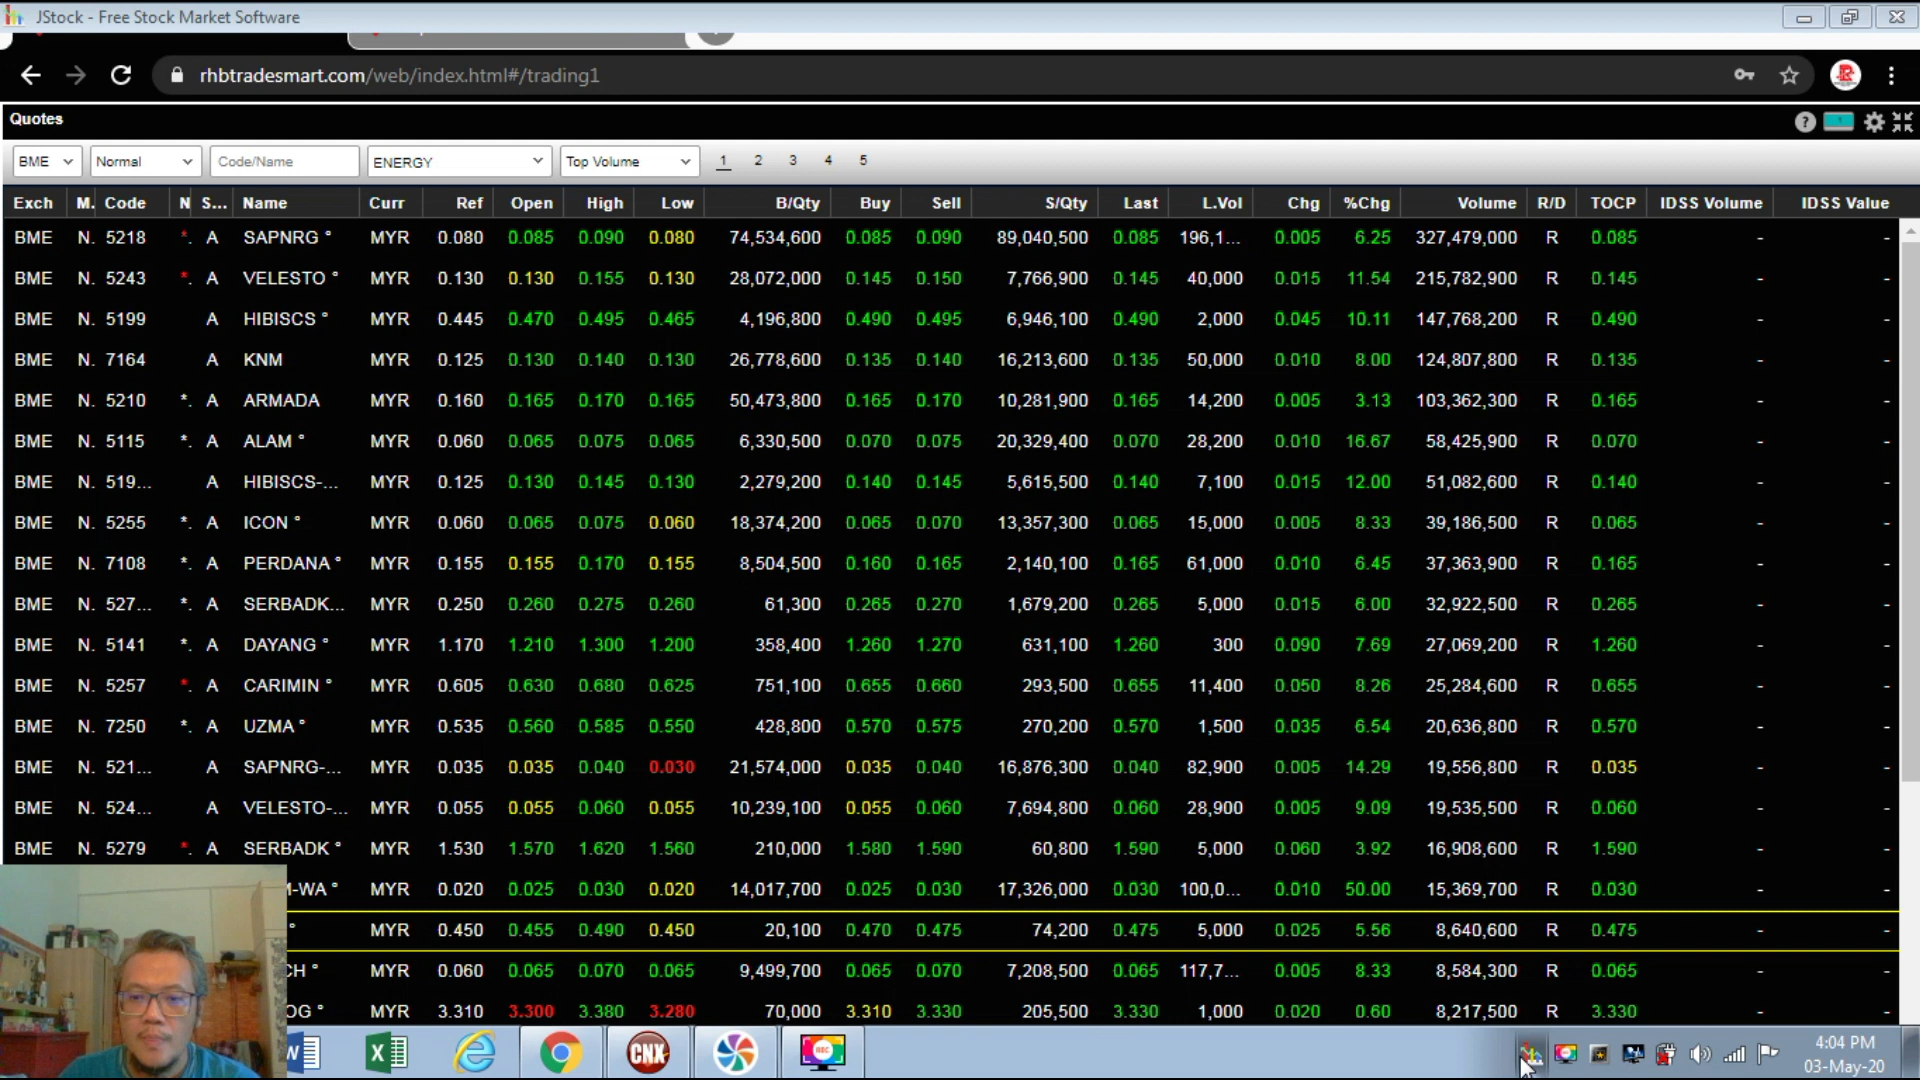 JStock - Free Stock Market Software
rhbtradesmart.com/web/index.html#/trading1
Quotes
BME Normal Code/Name ENERGY Top Volume 1 2 3 4 5
Exch M. Code N S... Name Curr Ref Open High Low B/Qty Buy Sell S/Qty Last L.Vol Chg %Chg Volume R/D TOCP IDSS Volume IDSS Value
BME N. 5218 *. A SAPNRG ° MYR 0.080 0.085 0.090 0.080 74,534,600 0.085 0.090 89,040,500 0.085 196,1... 0.005 6.25 327,479,000 R 0.085 - -
BME N. 5243 *. A VELESTO ° MYR 0.130 0.130 0.155 0.130 28,072,000 0.145 0.150 7,766,900 0.145 40,000 0.015 11.54 215,782,900 R 0.145 - -
BME N. 5199 A HIBISCS ° MYR 0.445 0.470 0.495 0.465 4,196,800 0.490 0.495 6,946,100 0.490 2,000 0.045 10.11 147,768,200 R 0.490 - -
BME N. 7164 A KNM MYR 0.125 0.130 0.140 0.130 26,778,600 0.135 0.140 16,213,600 0.135 50,000 0.010 8.00 124,807,800 R 0.135 - -
BME N. 5210 *. A ARMADA MYR 0.160 0.165 0.170 0.165 50,473,800 0.165 0.170 10,281,900 0.165 14,200 0.005 3.13 103,362,300 R 0.165 - -
BME N. 5115 *. A ALAM ° MYR 0.060 0.065 0.075 0.065 6,330,500 0.070 0.075 20,329,400 0.070 28,200 0.010 16.67 58,425,900 R 0.070 - -
BME N. 519... A HIBISCS-... MYR 0.125 0.130 0.145 0.130 2,279,200 0.140 0.145 5,615,500 0.140 7,100 0.015 12.00 51,082,600 R 0.140 - -
BME N. 5255 *. A ICON ° MYR 0.060 0.065 0.075 0.060 18,374,200 0.065 0.070 13,357,300 0.065 15,000 0.005 8.33 39,186,500 R 0.065 - -
BME N. 7108 *. A PERDANA ° MYR 0.155 0.155 0.170 0.155 8,504,500 0.160 0.165 2,140,100 0.165 61,000 0.010 6.45 37,363,900 R 0.165 - -
BME N. 527... *. A SERBADK... MYR 0.250 0.260 0.275 0.260 61,300 0.265 0.270 1,679,200 0.265 5,000 0.015 6.00 32,922,500 R 0.265 - -
BME N. 5141 *. A DAYANG ° MYR 1.170 1.210 1.300 1.200 358,400 1.260 1.270 631,100 1.260 300 0.090 7.69 27,069,200 R 1.260 - -
BME N. 5257 *. A CARIMIN ° MYR 0.605 0.630 0.680 0.625 751,100 0.655 0.660 293,500 0.655 11,400 0.050 8.26 25,284,600 R 0.655 - -
BME N. 7250 *. A UZMA ° MYR 0.535 0.560 0.585 0.550 428,800 0.570 0.575 270,200 0.570 1,500 0.035 6.54 20,636,800 R 0.570 - -
BME N. 521... A SAPNRG-... MYR 0.035 0.035 0.040 0.030 21,574,000 0.035 0.040 16,876,300 0.040 82,900 0.005 14.29 19,556,800 R 0.035 - -
BME N. 524... A VELESTO-... MYR 0.055 0.055 0.060 0.055 10,239,100 0.055 0.060 7,694,800 0.060 28,900 0.005 9.09 19,535,500 R 0.060 - -
BME N. 5279 *. A SERBADK ° MYR 1.530 1.570 1.620 1.560 210,000 1.580 1.590 60,800 1.590 5,000 0.060 3.92 16,908,600 R 1.590 - -
M-WA ° MYR 0.020 0.025 0.030 0.020 14,017,700 0.025 0.030 17,326,000 0.030 100,0... 0.010 50.00 15,369,700 R 0.030 - -
° MYR 0.450 0.455 0.490 0.450 20,100 0.470 0.475 74,200 0.475 5,000 0.025 5.56 8,640,600 R 0.475 - -
CH ° MYR 0.060 0.065 0.070 0.065 9,499,700 0.065 0.070 7,208,500 0.065 117,7... 0.005 8.33 8,584,300 R 0.065 - -
OG ° MYR 3.310 3.300 3.380 3.280 70,000 3.310 3.330 205,500 3.330 1,000 0.020 0.60 8,217,500 R 3.330 - -
CNX REC 4:04 PM
03-May-20